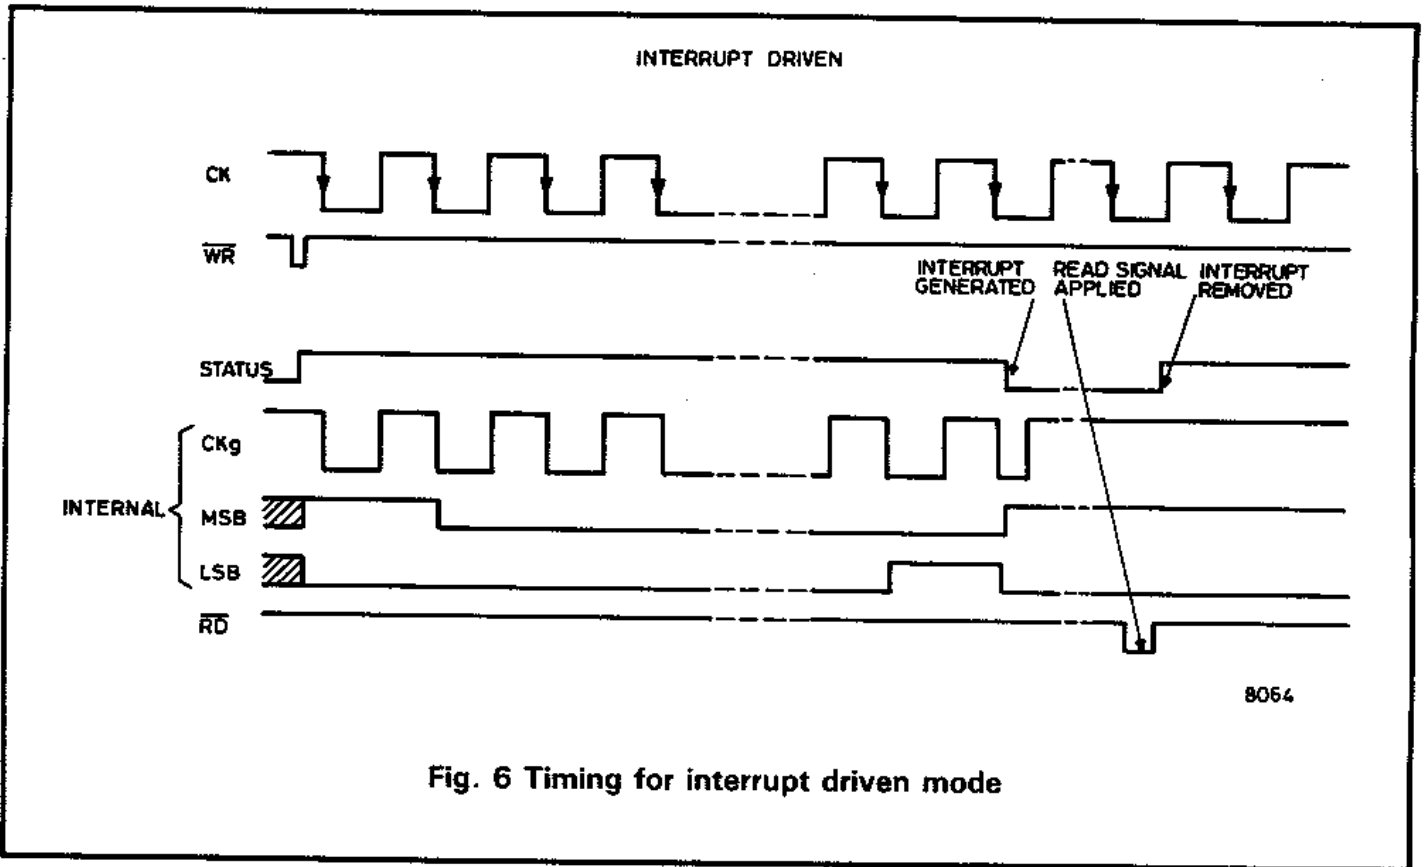 INTERRUPT DRIVEN
CK
WR
INTERRUPT GENERATED
READ SIGNAL APPLIED
INTERRUPT REMOVED
STATUS
CKg
INTERNAL
MSB
LSB
RD
8064
Fig. 6 Timing for interrupt driven mode